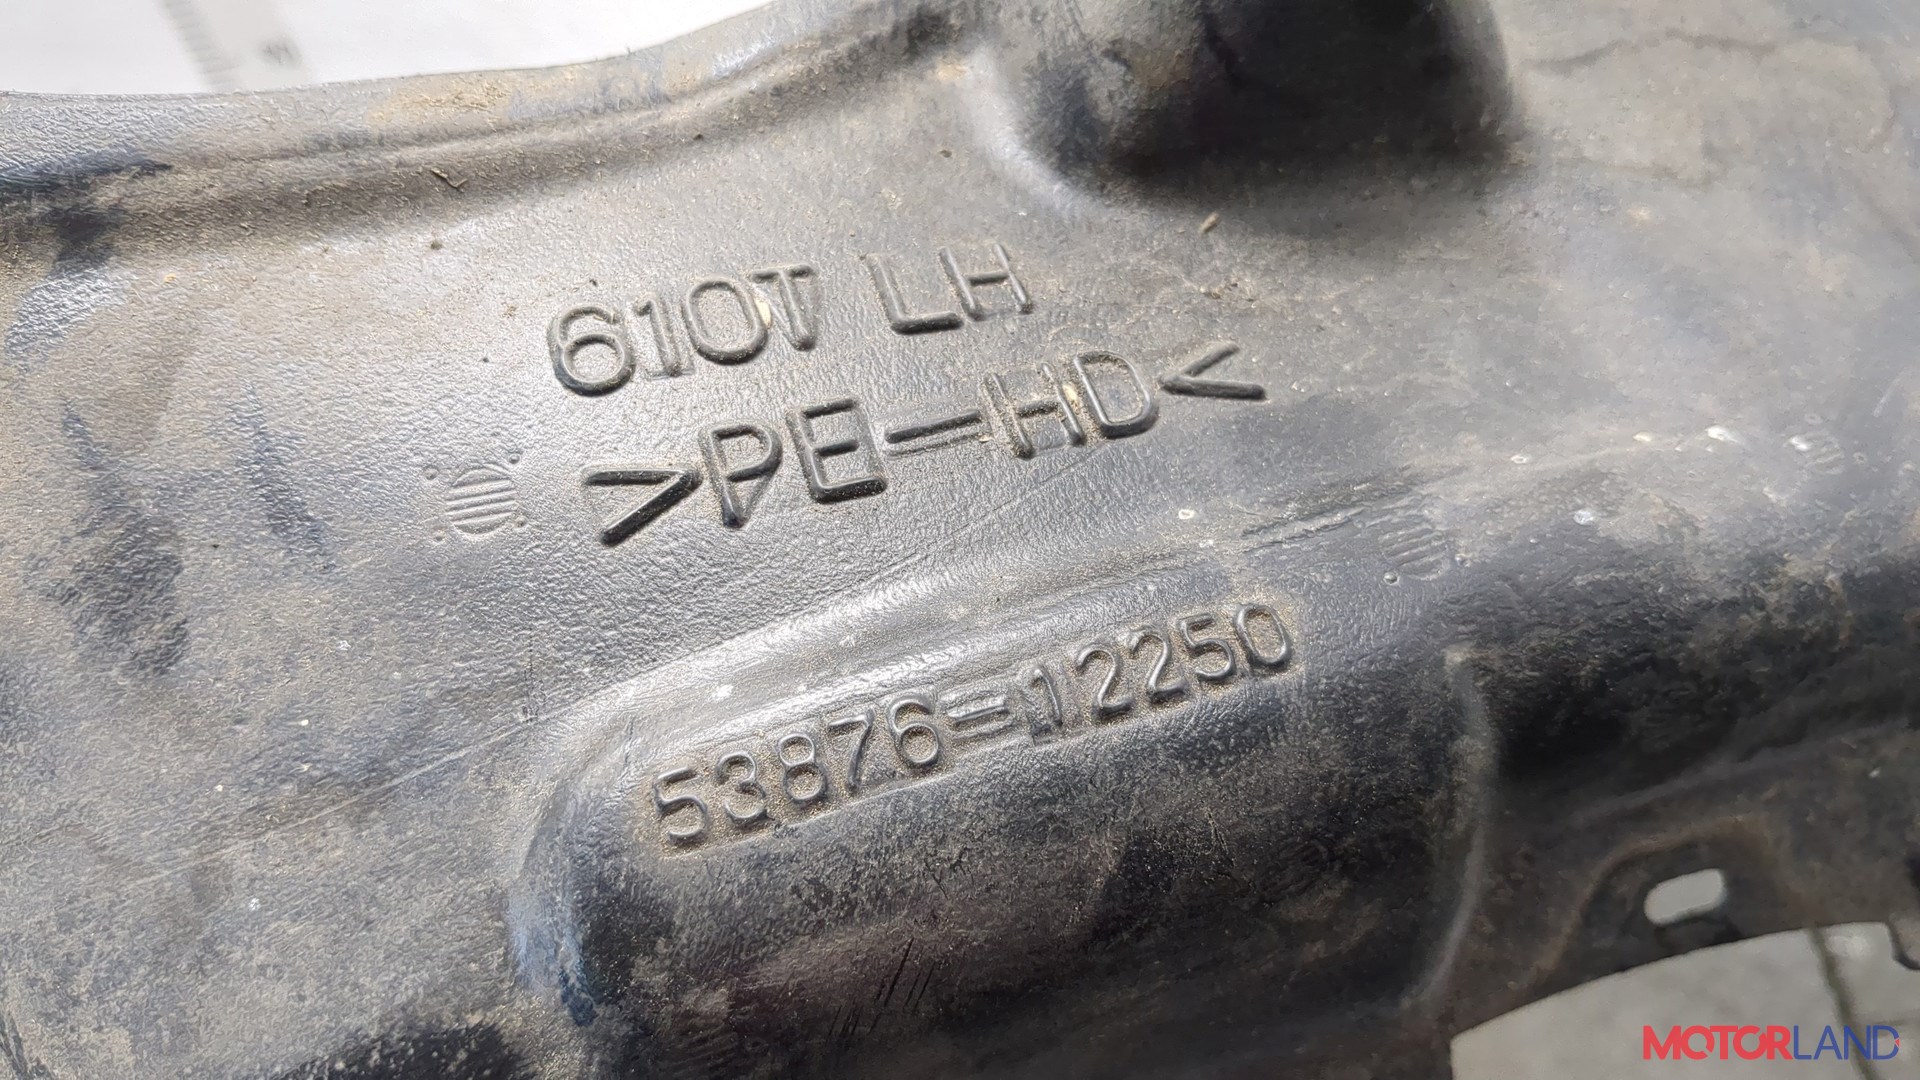 610T LH
>PE-HD<
53876-12250
MOTORLAND